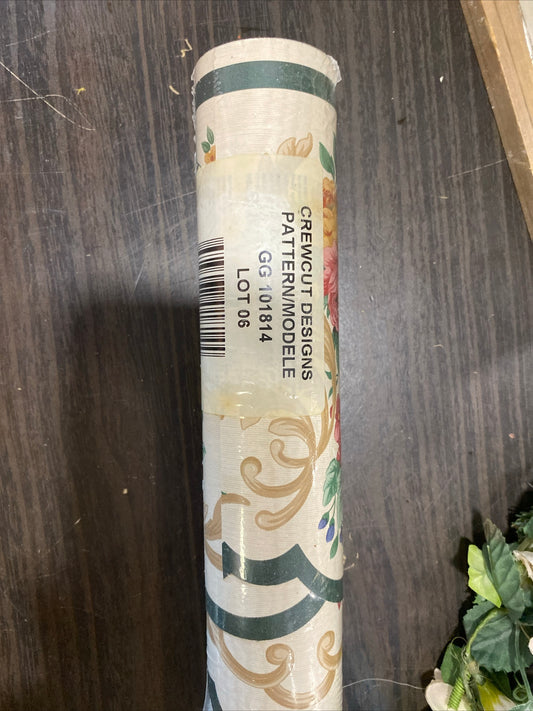 CREWCUT DESIGNS
PATTERN/MODELE
GG 101814
LOT 06